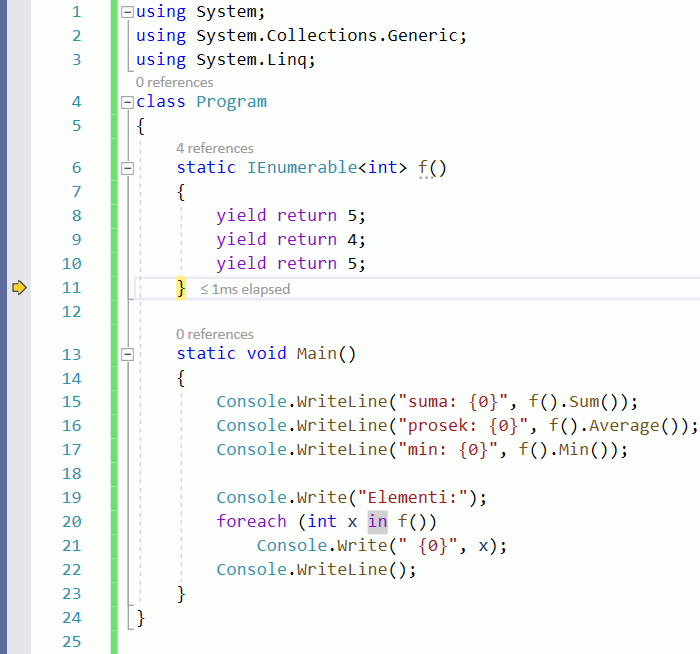 1 using System;
2 using System.Collections.Generic;
3 using System.Linq;
0 references
4 class Program
5 {
4 references
6 static IEnumerable<int> f()
7 {
8 yield return 5;
9 yield return 4;
10 yield return 5;
11 } ≤ 1ms elapsed
12
0 references
13 static void Main()
14 {
15 Console.WriteLine("suma: {0}", f().Sum());
16 Console.WriteLine("prosek: {0}", f().Average());
17 Console.WriteLine("min: {0}", f().Min());
18
19 Console.Write("Elementi:");
20 foreach (int x in f())
21 Console.Write(" {0}", x);
22 Console.WriteLine();
23 }
24 }
25